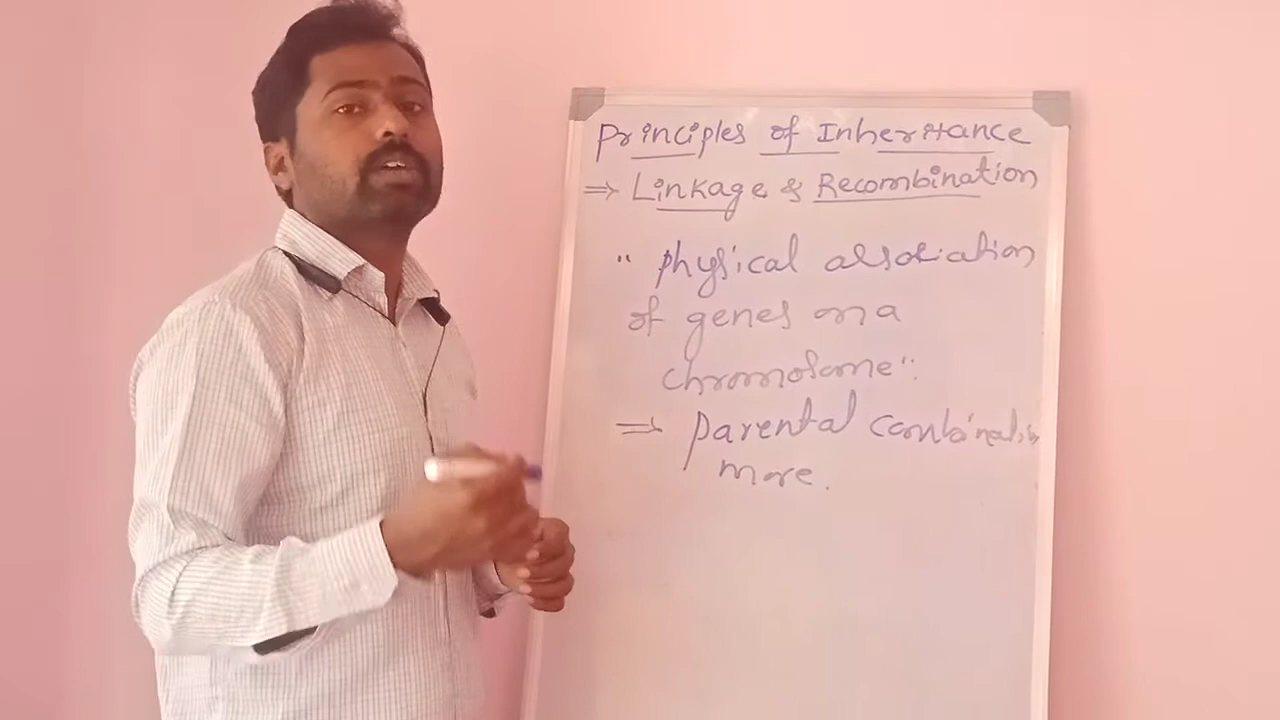 Principles of Inheritance
⇒ Linkage & Recombination
" physical association
of genes on a
chromosome".
⇒ parental combination
more.